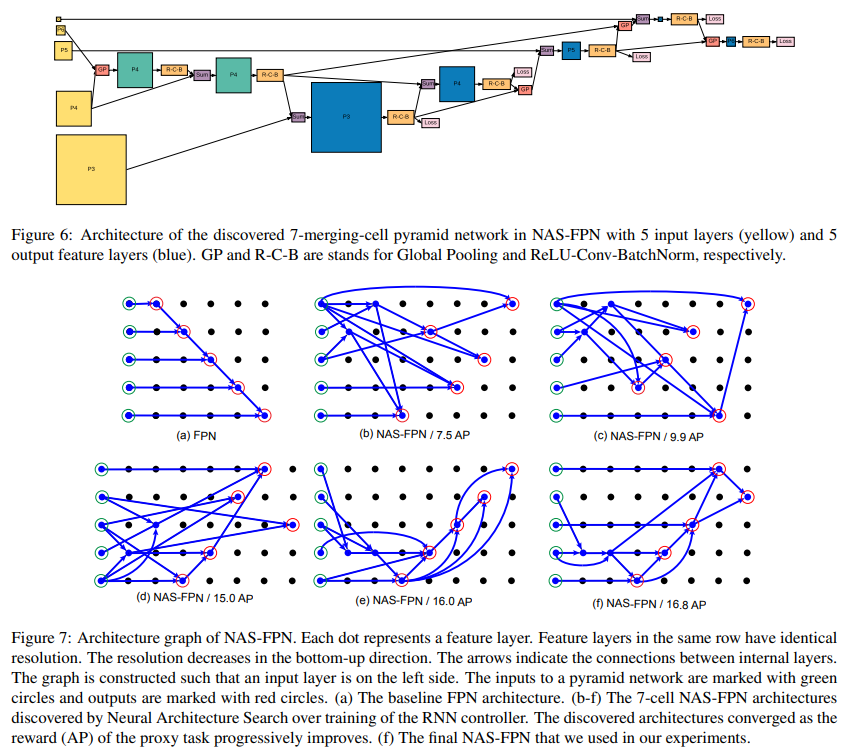 Sum R-C-B Loss
P6 GP
P5 Sum P5 R-C-B GP R-C-B Loss
Loss
GP P4 R-C-B Sum P4 R-C-B
Loss
Sum P4 R-C-B
GP
P4
Sum P3 R-C-B
Loss
P3
Figure 6: Architecture of the discovered 7-merging-cell pyramid network in NAS-FPN with 5 input layers (yellow) and 5
output feature layers (blue). GP and R-C-B are stands for Global Pooling and ReLU-Conv-BatchNorm, respectively.
(a) FPN
(b) NAS-FPN / 7.5 AP
(c) NAS-FPN / 9.9 AP
(d) NAS-FPN / 15.0 AP
(e) NAS-FPN / 16.0 AP
(f) NAS-FPN / 16.8 AP
Figure 7: Architecture graph of NAS-FPN. Each dot represents a feature layer. Feature layers in the same row have identical
resolution. The resolution decreases in the bottom-up direction. The arrows indicate the connections between internal layers.
The graph is constructed such that an input layer is on the left side. The inputs to a pyramid network are marked with green
circles and outputs are marked with red circles. (a) The baseline FPN architecture. (b-f) The 7-cell NAS-FPN architectures
discovered by Neural Architecture Search over training of the RNN controller. The discovered architectures converged as the
reward (AP) of the proxy task progressively improves. (f) The final NAS-FPN that we used in our experiments.